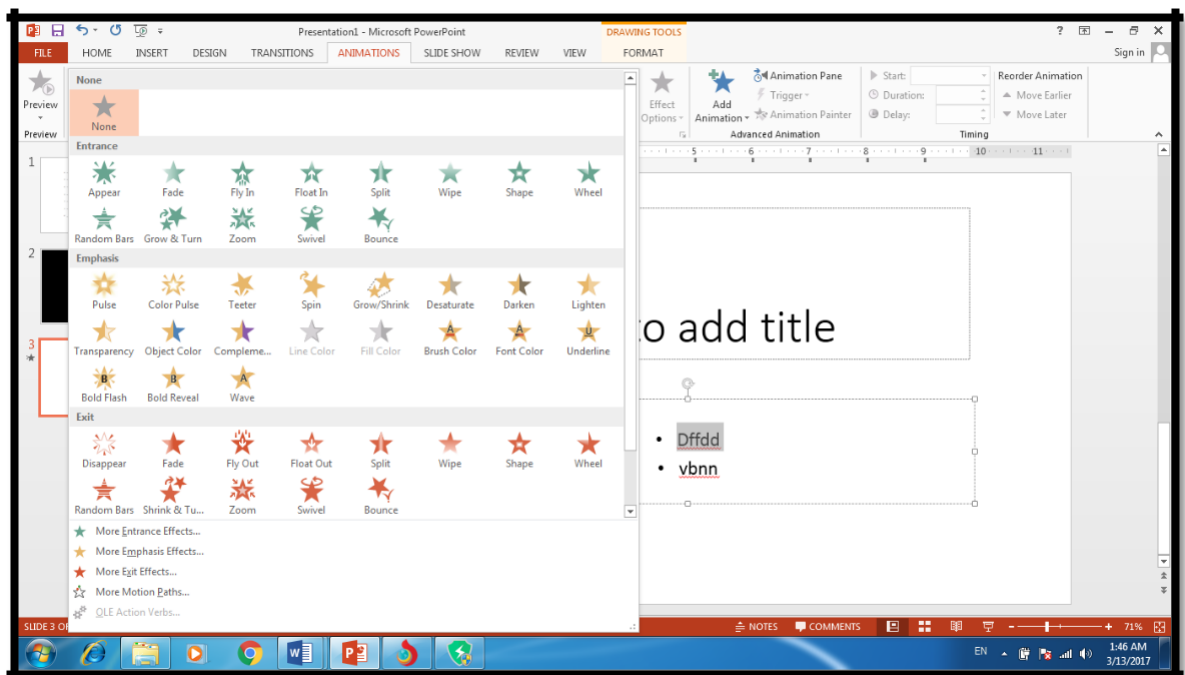 Presentation1 - Microsoft PowerPoint
DRAWING TOOLS
?
FILE HOME INSERT DESIGN TRANSITIONS ANIMATIONS SLIDE SHOW REVIEW VIEW FORMAT Sign in
Preview
Preview
None
None
Entrance
Appear Fade Fly In Float In Split Wipe Shape Wheel
Random Bars Grow & Turn Zoom Swivel Bounce
Emphasis
Pulse Color Pulse Teeter Spin Grow/Shrink Desaturate Darken Lighten
Transparency Object Color Compleme... Line Color Fill Color Brush Color Font Color Underline
Bold Flash Bold Reveal Wave
Exit
Disappear Fade Fly Out Float Out Split Wipe Shape Wheel
Random Bars Shrink & Tu... Zoom Swivel Bounce
More Entrance Effects...
More Emphasis Effects...
More Exit Effects...
More Motion Paths...
OLE Action Verbs...
Effect
Options
Add
Animation
Animation Pane
Trigger
Animation Painter
Advanced Animation
Start:
Duration:
Delay:
Reorder Animation
Move Earlier
Move Later
Timing
5 6 7 8 9 10 11
1
2
3
to add title
• Dffdd
• vbnn
SLIDE 3 OF
NOTES COMMENTS 71%
EN
1:46 AM
3/13/2017